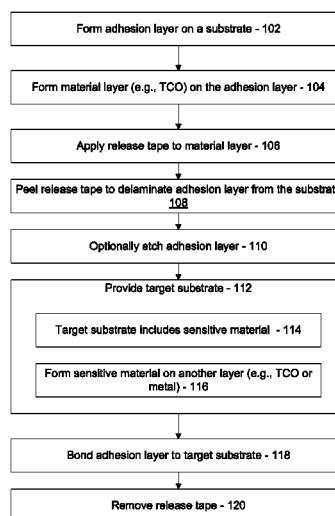 Form adhesion layer on a substrate - 102
Form material layer (e.g., TCO) on the adhesion layer - 104
Apply release tape to material layer - 106
Peel release tape to delaminate adhesion layer from the substrat
108
Optionally etch adhesion layer - 110
Provide target substrate - 112
Target substrate includes sensitive material - 114
Form sensitive material on another layer (e.g., TCO or
metal) - 116
Bond adhesion layer to target substrate - 118
Remove release tape - 120